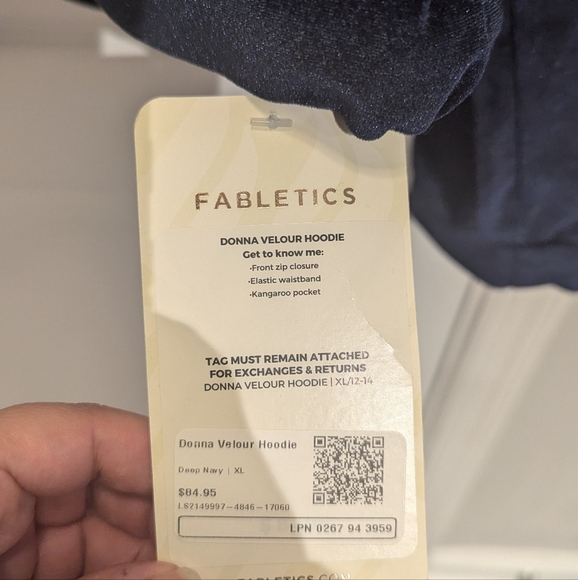 FABLETICS
DONNA VELOUR HOODIE
Get to know me:
•Front zip closure
•Elastic waistband
•Kangaroo pocket
TAG MUST REMAIN ATTACHED
FOR EXCHANGES & RETURNS
DONNA VELOUR HOODIE | XL/12-14
Donna Velour Hoodie
Deep Navy | XL
$84.95
LS2149997-4846-17060
LPN 0267 94 3959
FABLETICS.COM